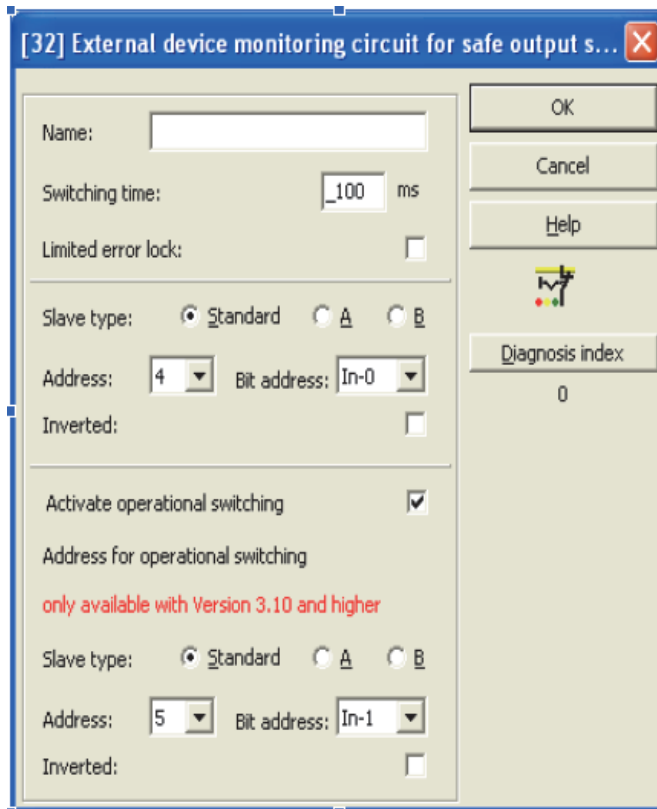 [32] External device monitoring circuit for safe output s...
OK
Name:
Cancel
Switching time: _100 ms
Help
Limited error lock:
Slave type: Standard A B
Diagnosis index
Address: 4 Bit address: In-0
0
Inverted:
Activate operational switching
Address for operational switching
only available with Version 3.10 and higher
Slave type: Standard A B
Address: 5 Bit address: In-1
Inverted: